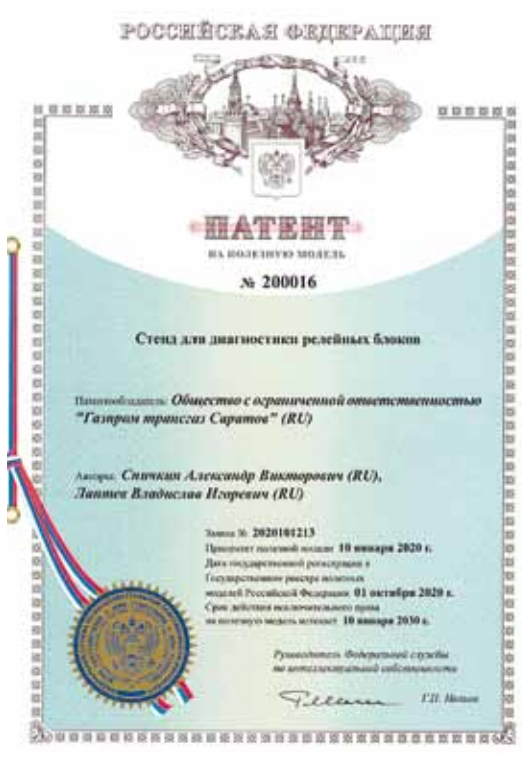 РОССИЙСКАЯ ФЕДЕРАЦИЯ
ПАТЕНТ
НА ПОЛЕЗНУЮ МОДЕЛЬ
№ 200016
Стенд для диагностики релейных блоков
Патентообладатель: Общество с ограниченной ответственностью
"Газпром трансгаз Саратов" (RU)
Авторы: Спичкин Александр Викторович (RU),
Лаптев Владислав Игоревич (RU)
Заявка № 2020101213
Приоритет полезной модели 10 января 2020 г.
Дата государственной регистрации в
Государственном реестре полезных
моделей Российской Федерации 01 октября 2020 г.
Срок действия исключительного права
на полезную модель истекает 10 января 2030 г.
Руководитель Федеральной службы
по интеллектуальной собственности
Г.П. Ивлиев